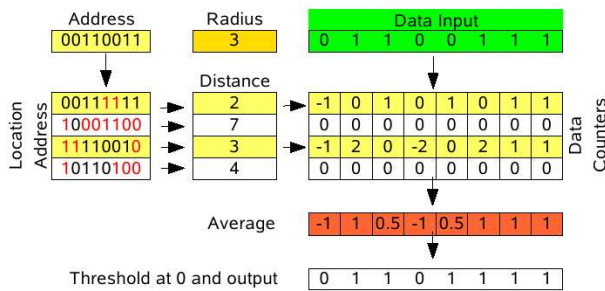 Address Radius Data Input
00110011 3 0 1 1 0 0 1 1 1
Distance
Location Address
00111111 2 -1 0 1 0 1 0 1 1
10001100 7 0 0 0 0 0 0 0 0
11110010 3 -1 2 0 -2 0 2 1 1
10110100 4 0 0 0 0 0 0 0 0
Data Counters
Average -1 1 0.5 -1 0.5 1 1 1
Threshold at 0 and output 0 1 1 0 1 1 1 1